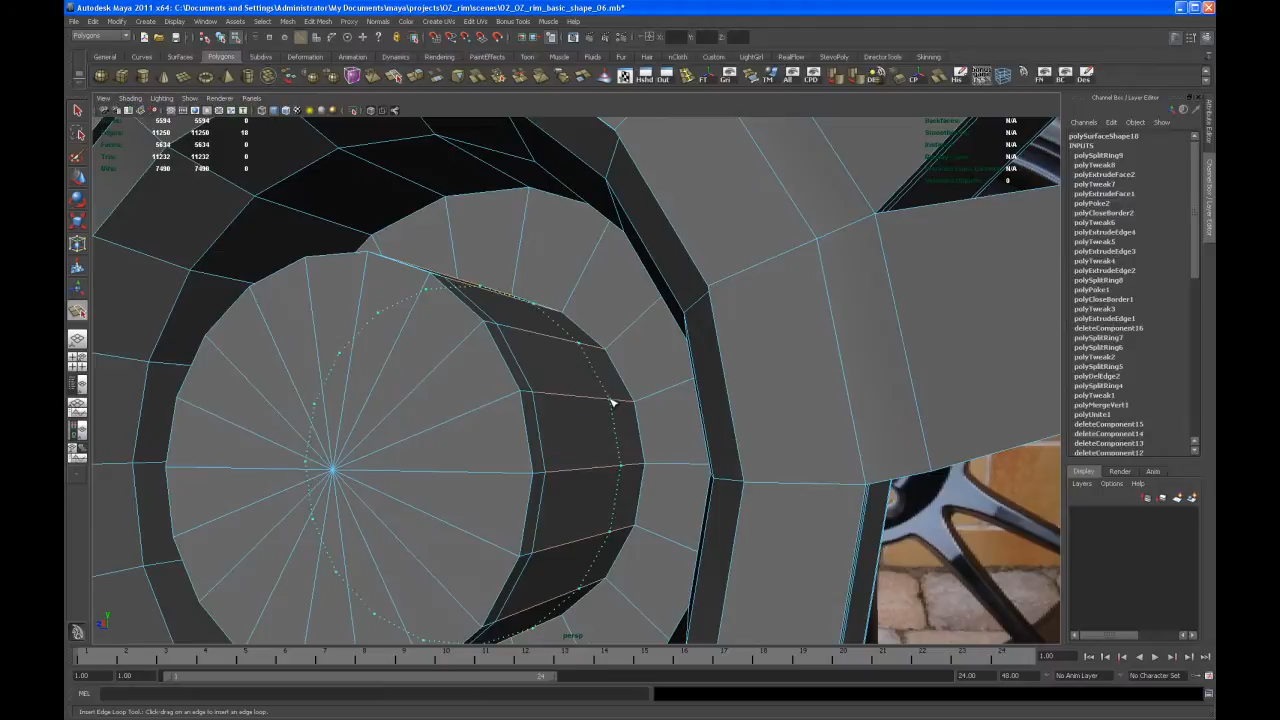 Autodesk Maya 2011 x64: C:\Documents and Settings\Administrator\My Documents\maya\projects\OZ_rim\scenes\02_OZ_rim_basic_shape_06.mb*
File Edit Modify Create Display Window Assets Select Mesh Edit Mesh Proxy Normals Color Create UVs Edit UVs Bonus Tools Muscle Help
Polygons X: Y: Z:
General Curves Surfaces Polygons Subdivs Deformation Animation Dynamics Rendering PaintEffects Toon Muscle Fluids Fur Hair nCloth Custom LightGirl RealFlow StevoPoly Dutchrim Skinning
View Shading Lighting Show Renderer Panels
Channel Box / Layer Editor
5594 5594 0
Edges: 11250 11250 18
5634 5634 0
Tris: 11232 11232 0
7490 7490 0
N/A
N/A
N/A
N/A
N/A
0
Channels Edit Object Show
polySurfaceShape18
INPUTS
polySplitRing9
polyTweak8
polyExtrudeFace2
polyTweak7
polyExtrudeFace1
polyPoke2
polyCloseBorder2
polyTweak6
polyExtrudeEdge4
polyTweak5
polyExtrudeEdge3
polyTweak4
polyExtrudeEdge2
polySplitRing8
polyPoke1
polyCloseBorder1
polyTweak3
polyExtrudeEdge1
deleteComponent16
polySplitRing7
polySplitRing6
polyTweak2
polySplitRing5
polyDelEdge2
polySplitRing4
polyTweak1
polyMergeVert1
polyUnite1
deleteComponent15
deleteComponent14
deleteComponent13
deleteComponent12
Attribute Editor
Channel Box / Layer Editor
Display Render Anim
Layers Options Help
persp
1 2 3 4 5 6 7 8 9 10 11 12 13 14 15 16 17 18 19 20 21 22 23 24 1.00
1.00 1.00 1 24 24.00 48.00 No Anim Layer No Character Set
MEL
Insert Edge Loop Tool: Click-drag on an edge to insert an edge loop.